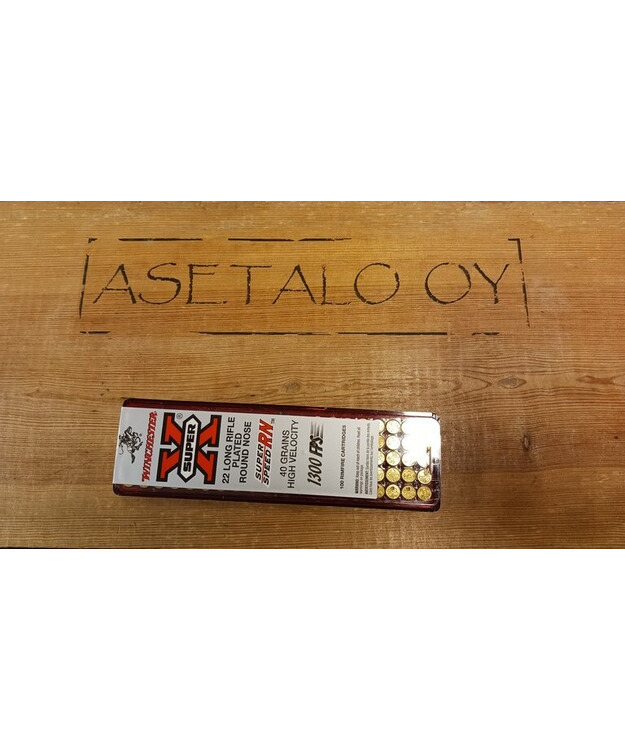 ASETALO OY
WINCHESTER®
SUPER X
22 LONG RIFLE
PLATED
ROUND NOSE
SUPER
SPEED RN™
40 GRAINS
HIGH VELOCITY
1300 FPS
100 RIMFIRE CARTRIDGES